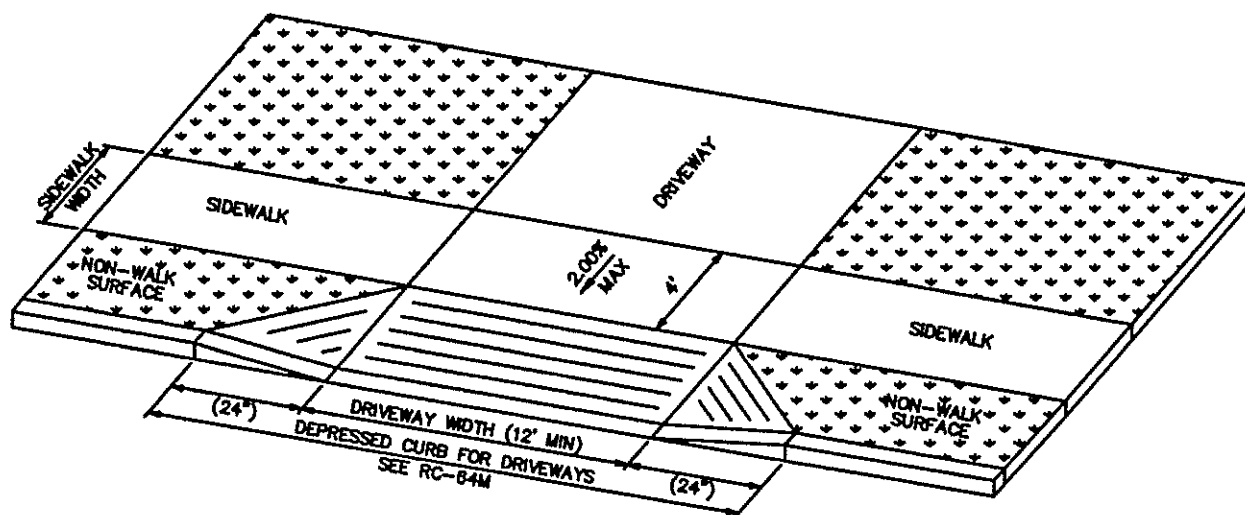 DRIVEWAY
SIDEWALK
WIDTH
SIDEWALK
2.00%
MAX
4'
NON-WALK
SURFACE
SIDEWALK
NON-WALK
SURFACE
(24")
DRIVEWAY WIDTH (12' MIN)
(24")
DEPRESSED CURB FOR DRIVEWAYS
SEE RC-64M